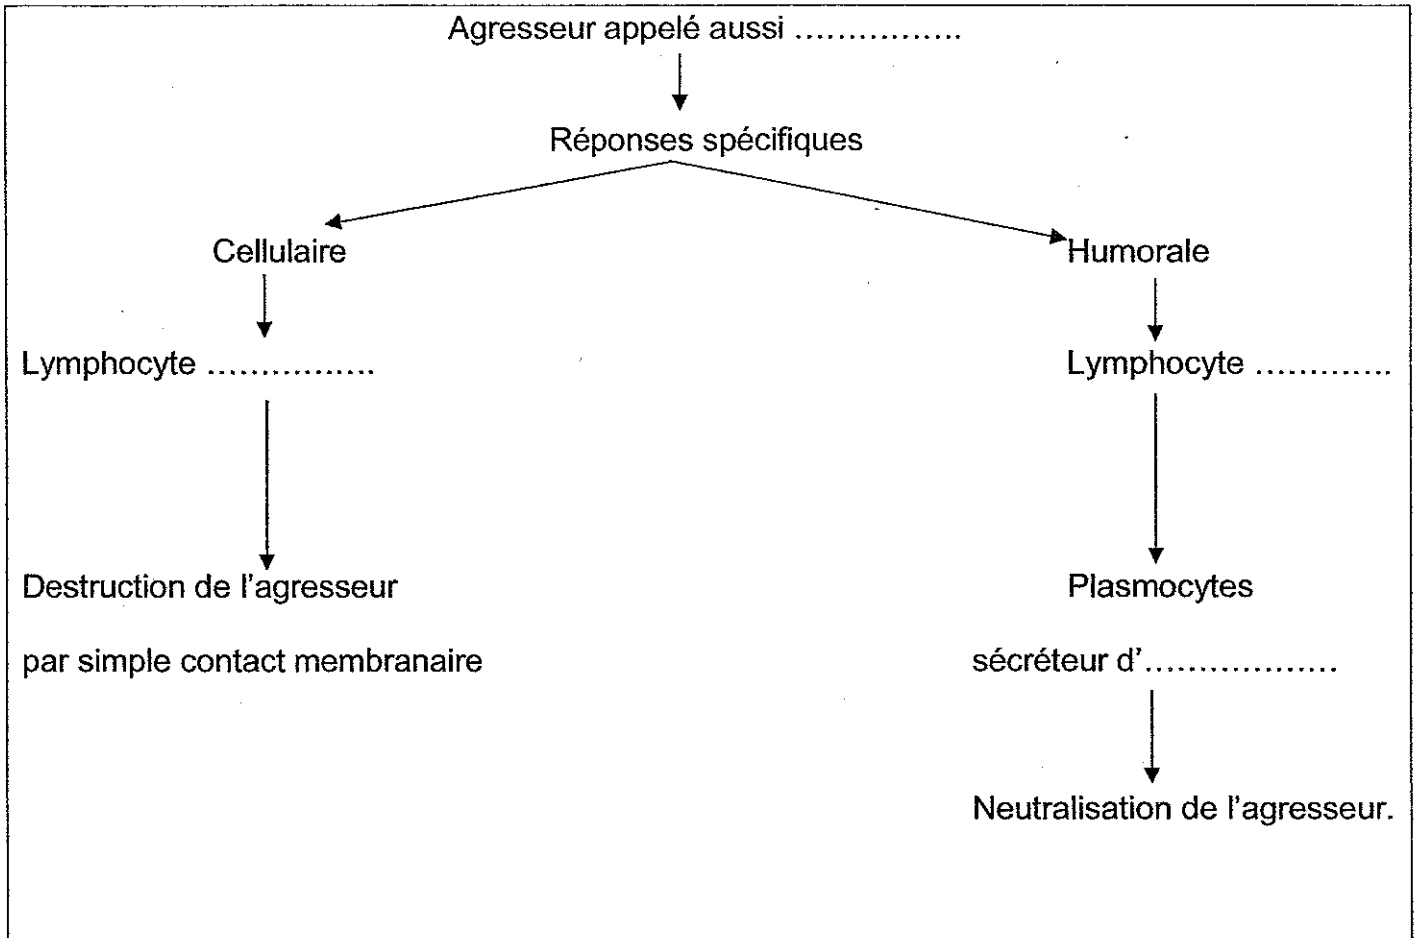 Agresseur appelé aussi ................
Réponses spécifiques
Cellulaire
Humorale
Lymphocyte ................
Lymphocyte .............
Destruction de l'agresseur
Plasmocytes
par simple contact membranaire
sécréteur d'..................
Neutralisation de l'agresseur.